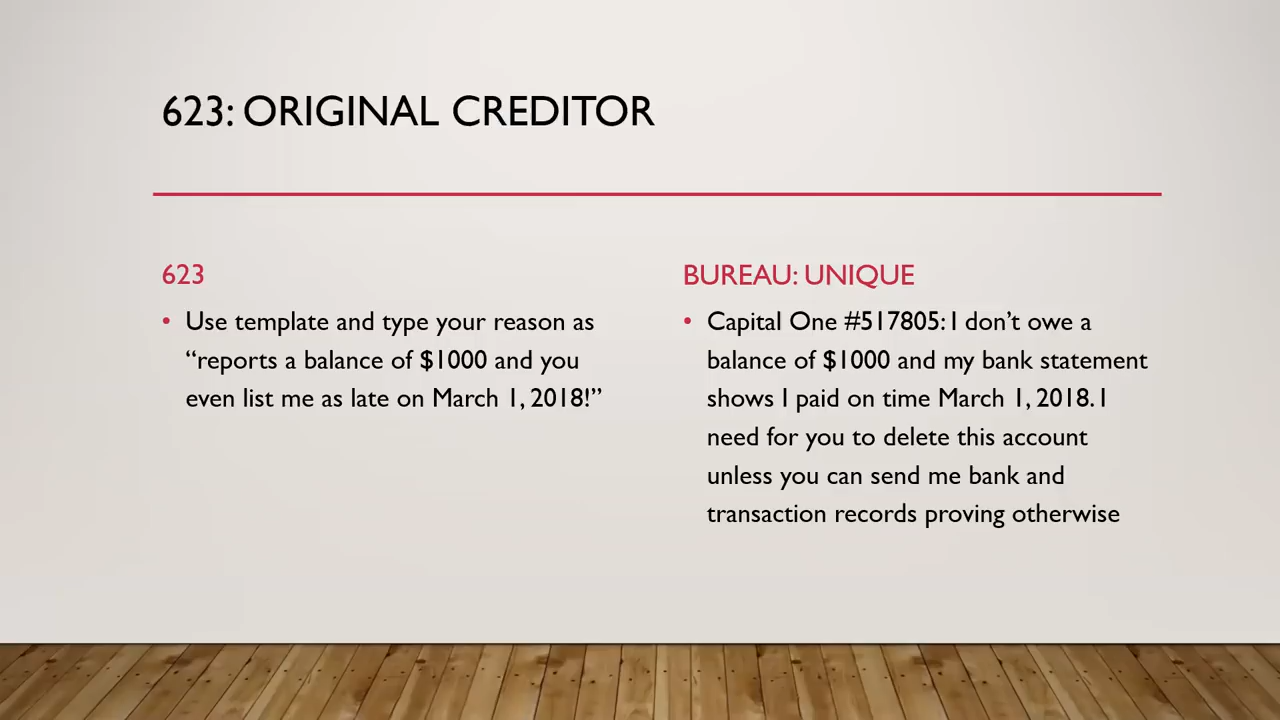 623: ORIGINAL CREDITOR
623
• Use template and type your reason as
“reports a balance of $1000 and you
even list me as late on March 1, 2018!”
BUREAU: UNIQUE
• Capital One #517805: I don’t owe a
balance of $1000 and my bank statement
shows I paid on time March 1, 2018. I
need for you to delete this account
unless you can send me bank and
transaction records proving otherwise